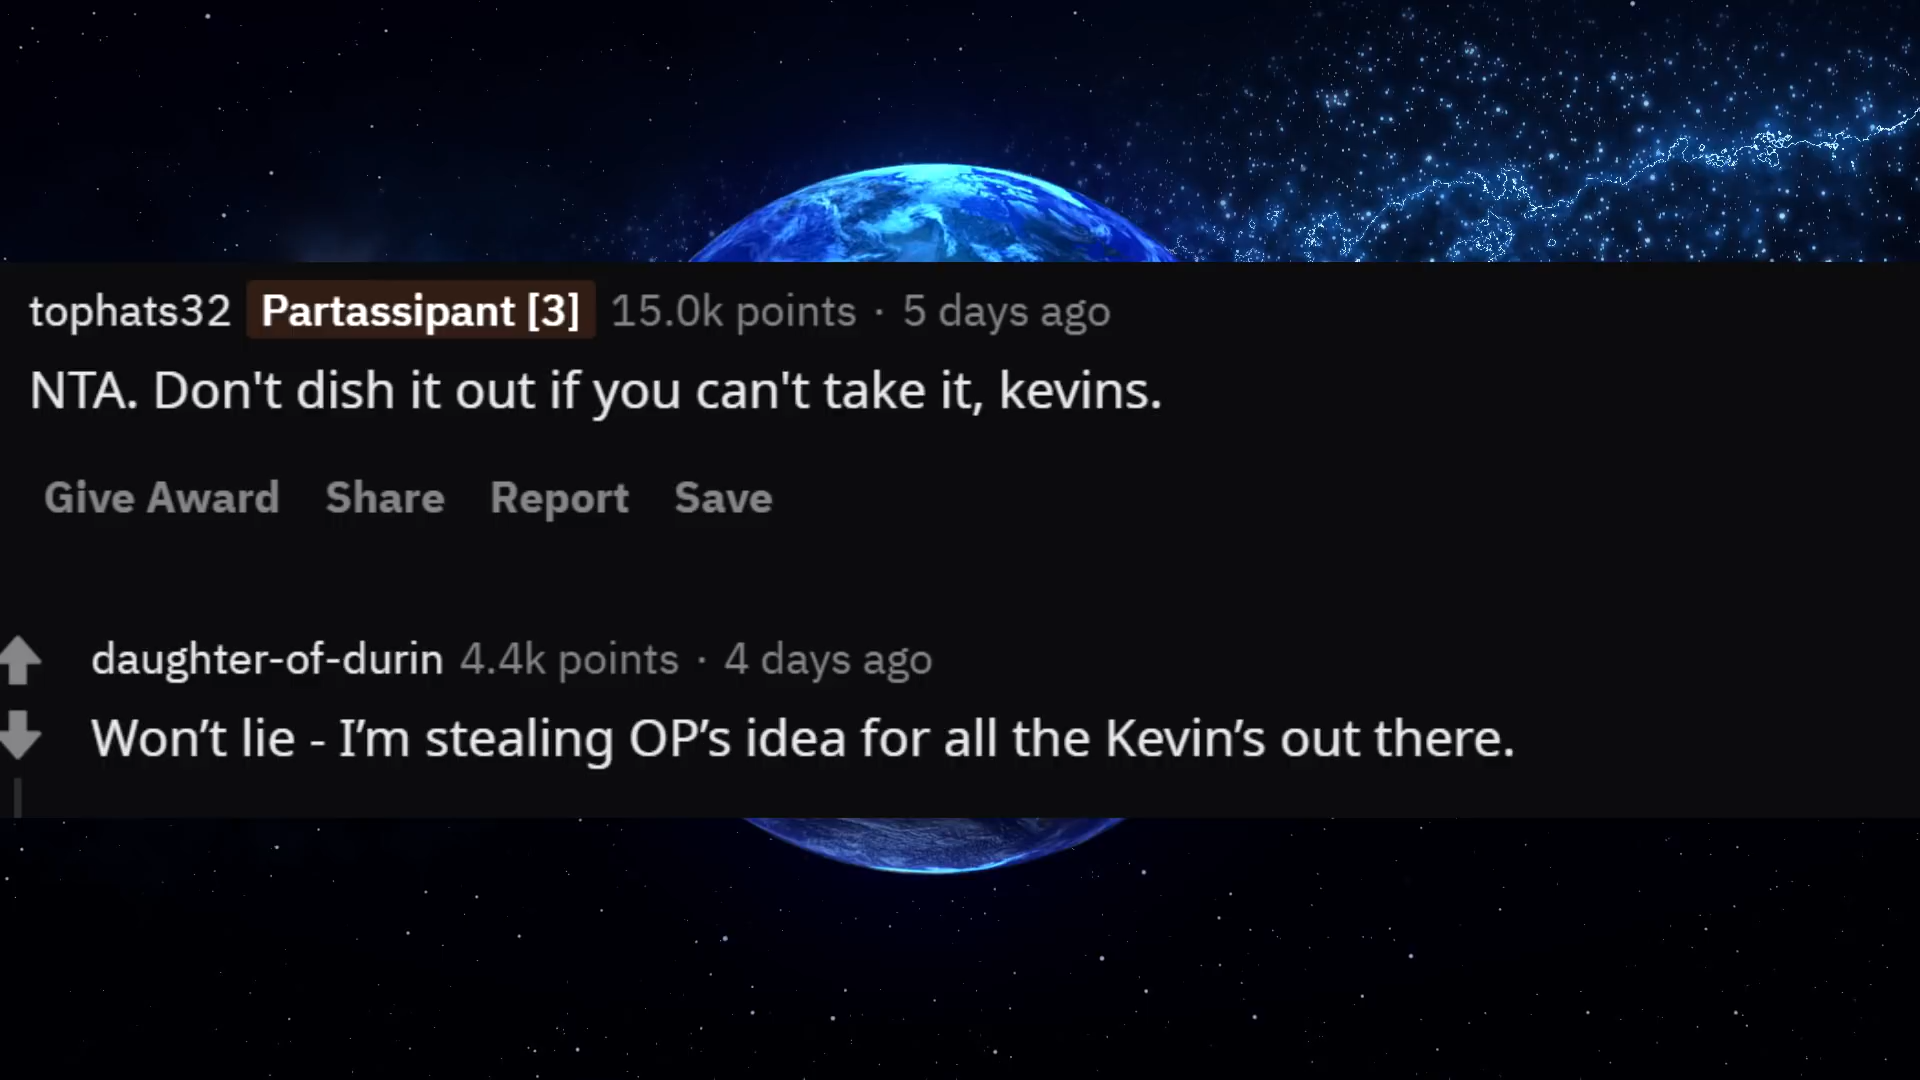 tophats32 Partassipant [3] 15.0k points · 5 days ago
NTA. Don't dish it out if you can't take it, kevins.
Give Award Share Report Save
daughter-of-durin 4.4k points · 4 days ago
Won’t lie - I’m stealing OP’s idea for all the Kevin’s out there.